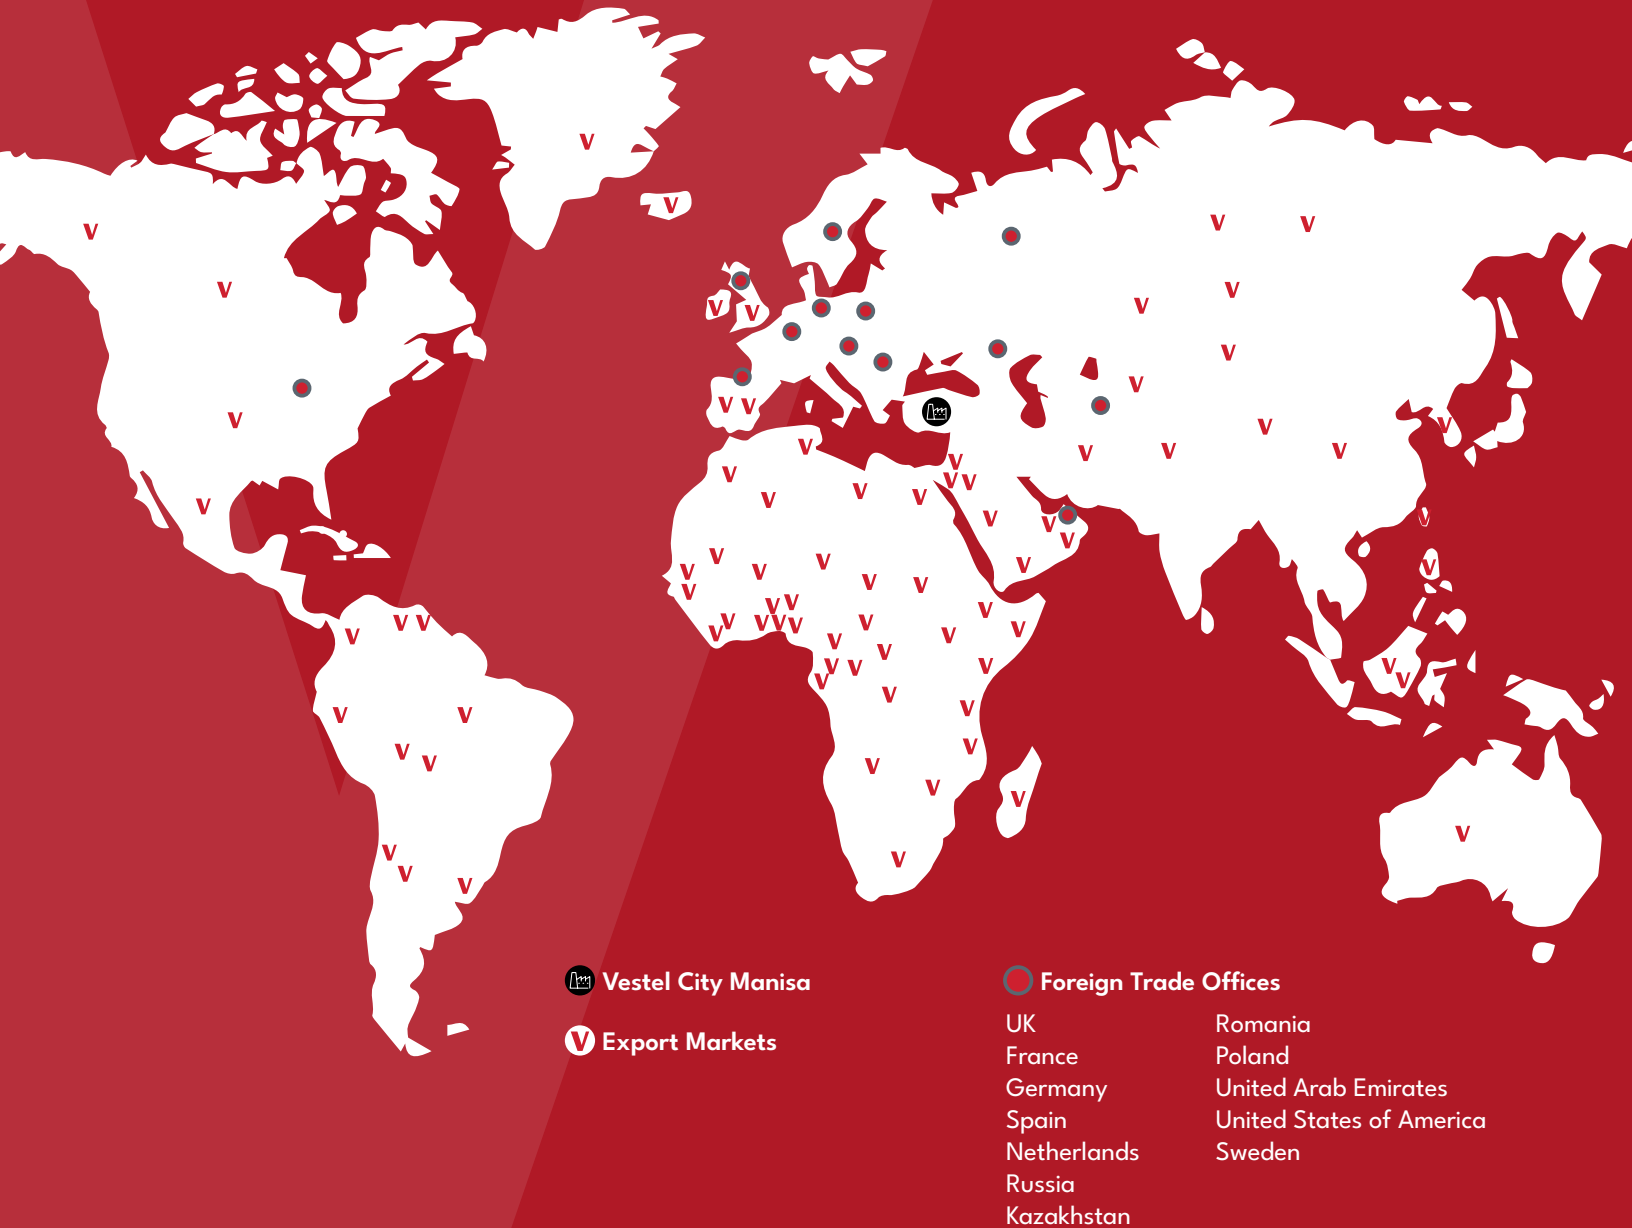 Vestel City Manisa
Export Markets
Foreign Trade Offices
UK
France
Germany
Spain
Netherlands
Russia
Kazakhstan
Romania
Poland
United Arab Emirates
United States of America
Sweden